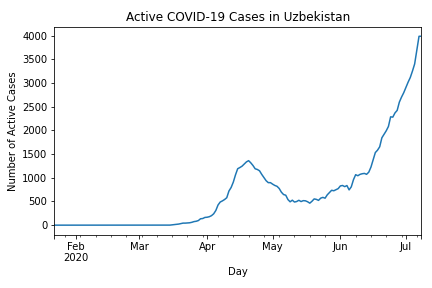 Active COVID-19 Cases in Uzbekistan
Number of Active Cases
4000
3500
3000
2500
2000
1500
1000
500
0
Feb Mar Apr May Jun Jul
2020
Day